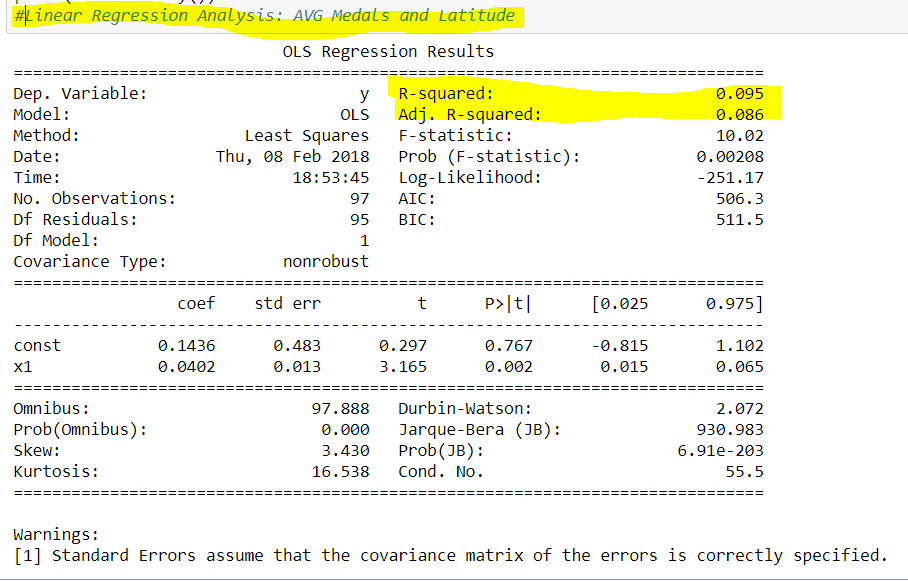 #Linear Regression Analysis: AVG Medals and Latitude
OLS Regression Results
==============================================================================
Dep. Variable: y R-squared: 0.095
Model: OLS Adj. R-squared: 0.086
Method: Least Squares F-statistic: 10.02
Date: Thu, 08 Feb 2018 Prob (F-statistic): 0.00208
Time: 18:53:45 Log-Likelihood: -251.17
No. Observations: 97 AIC: 506.3
Df Residuals: 95 BIC: 511.5
Df Model: 1
Covariance Type: nonrobust
==============================================================================
coef std err t P>|t| [0.025 0.975]
------------------------------------------------------------------------------
const 0.1436 0.483 0.297 0.767 -0.815 1.102
x1 0.0402 0.013 3.165 0.002 0.015 0.065
==============================================================================
Omnibus: 97.888 Durbin-Watson: 2.072
Prob(Omnibus): 0.000 Jarque-Bera (JB): 930.983
Skew: 3.430 Prob(JB): 6.91e-203
Kurtosis: 16.538 Cond. No. 55.5
==============================================================================
Warnings:
[1] Standard Errors assume that the covariance matrix of the errors is correctly specified.